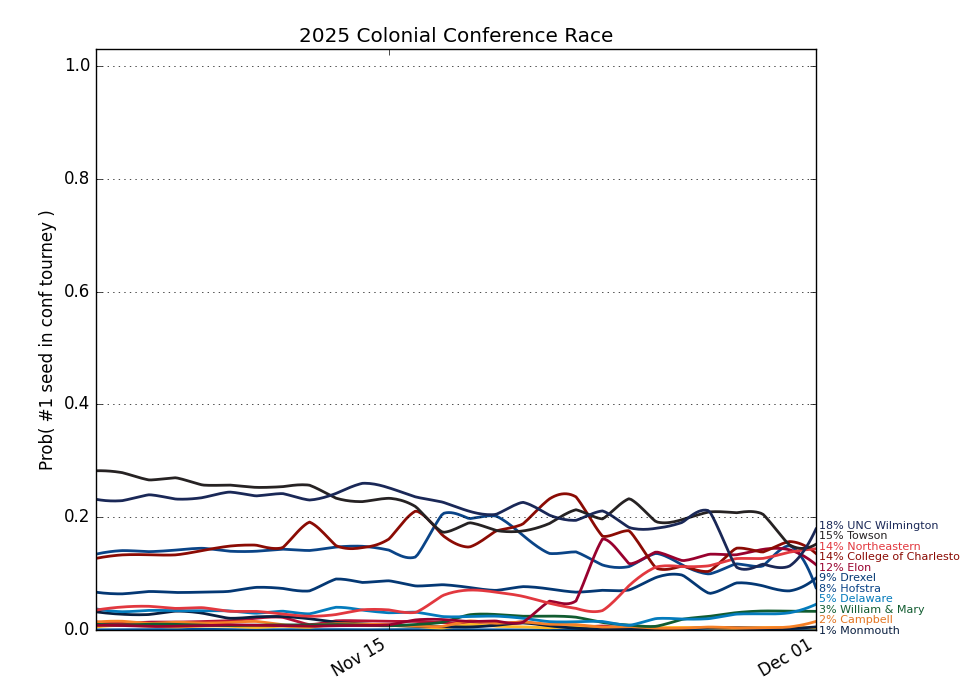 2025 Colonial Conference Race
Prob( #1 seed in conf tourney )
1.0
0.8
0.6
0.4
0.2
0.0
Nov 15
Dec 01
18% UNC Wilmington
15% Towson
14% Northeastern
14% College of Charlesto
12% Elon
9% Drexel
8% Hofstra
5% Delaware
3% William & Mary
2% Campbell
1% Monmouth